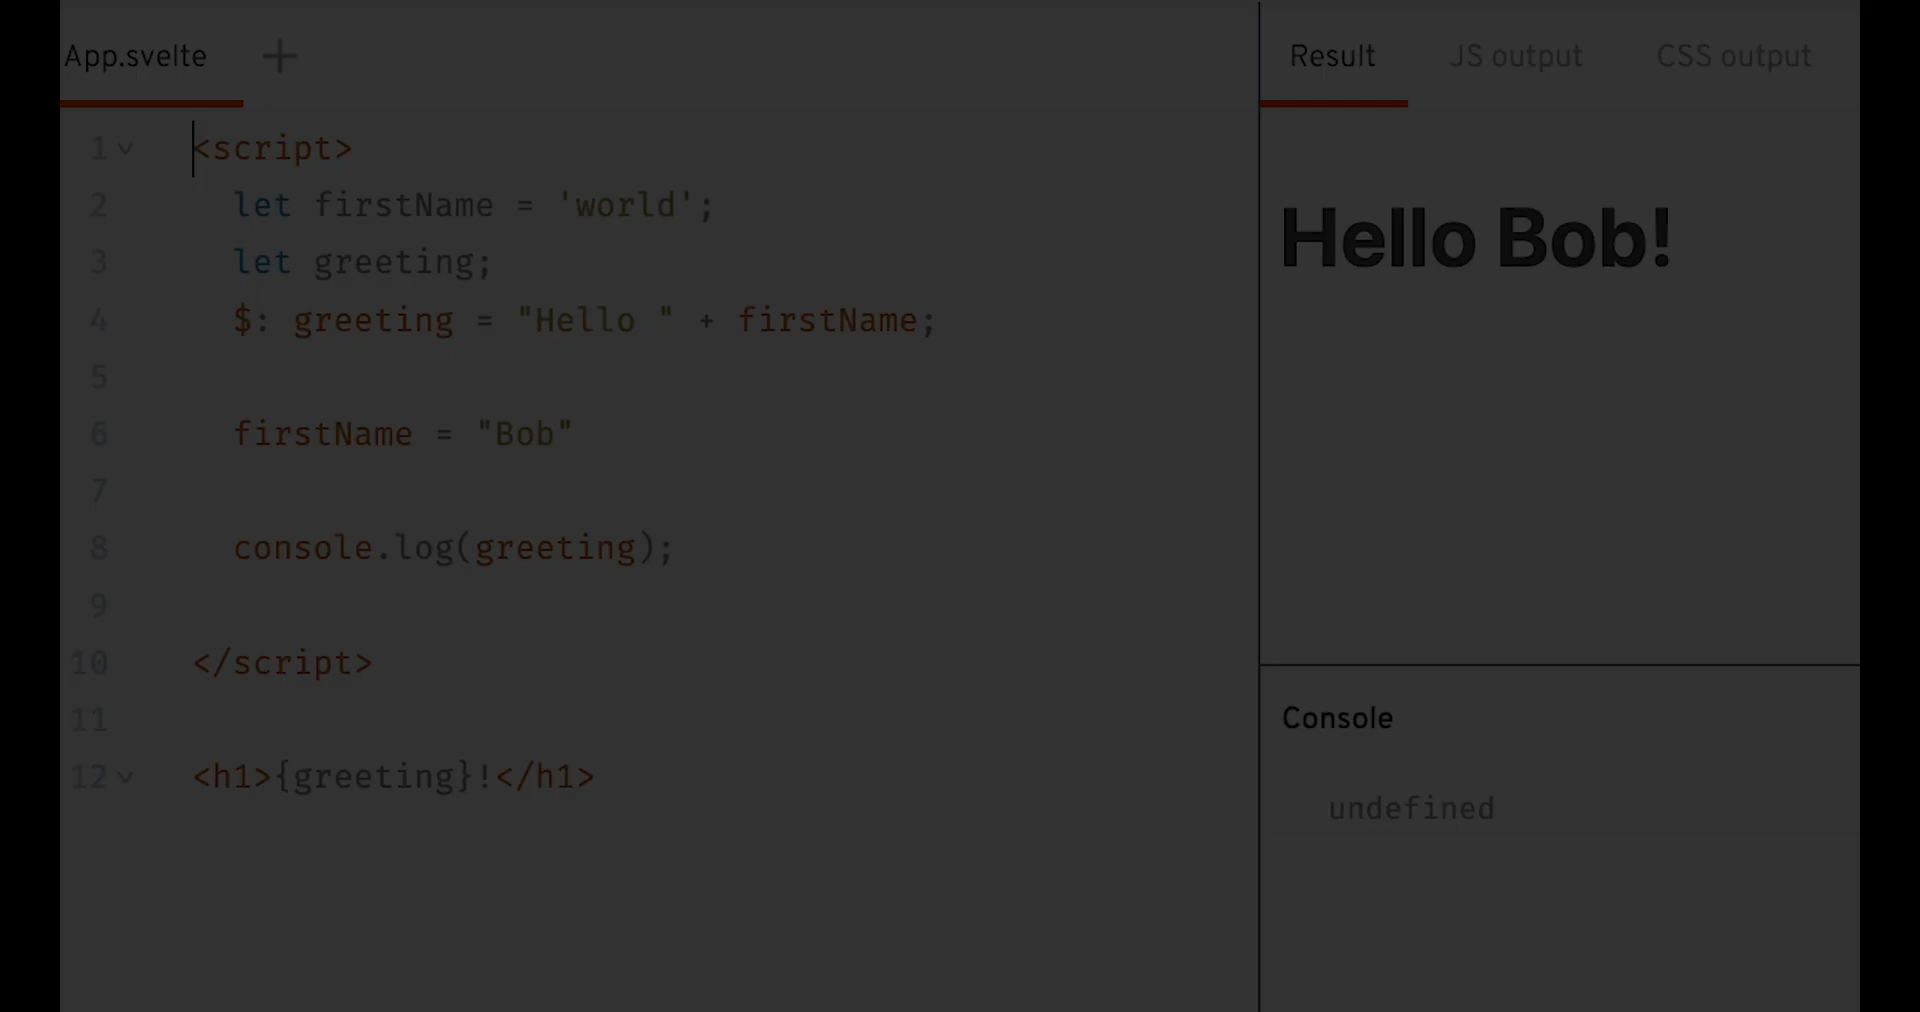 App.svelte +
Result JS output CSS output
1 <script>
2 let firstName = 'world';
3 let greeting;
4 $: greeting = "Hello " + firstName;
5
6 firstName = "Bob"
7
8 console.log(greeting);
9
10 </script>
11
12 <h1>{greeting}!</h1>
Hello Bob!
Console
undefined